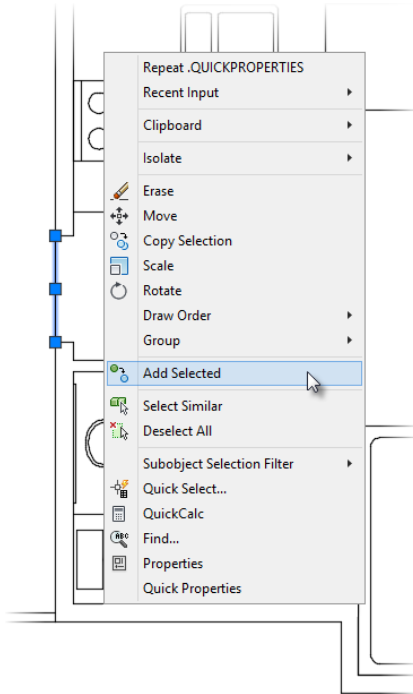 Repeat .QUICKPROPERTIES
Recent Input
Clipboard
Isolate
Erase
Move
Copy Selection
Scale
Rotate
Draw Order
Group
Add Selected
Select Similar
Deselect All
Subobject Selection Filter
Quick Select...
QuickCalc
ABC Find...
Properties
Quick Properties